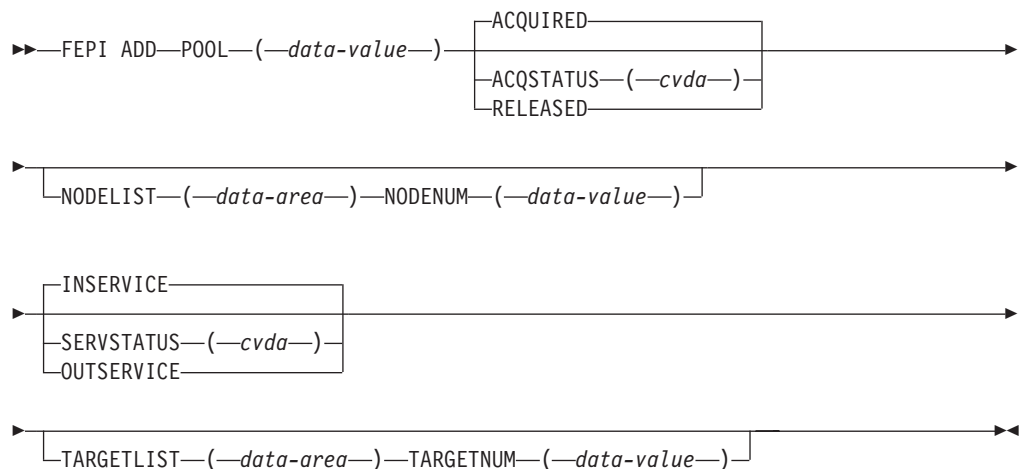 ACQUIRED
FEPI ADD POOL ( data-value )
ACQSTATUS ( cvda )
RELEASED
NODELIST ( data-area ) NODENUM ( data-value )
INSERVICE
SERVSTATUS ( cvda )
OUTSERVICE
TARGETLIST ( data-area ) TARGETNUM ( data-value )